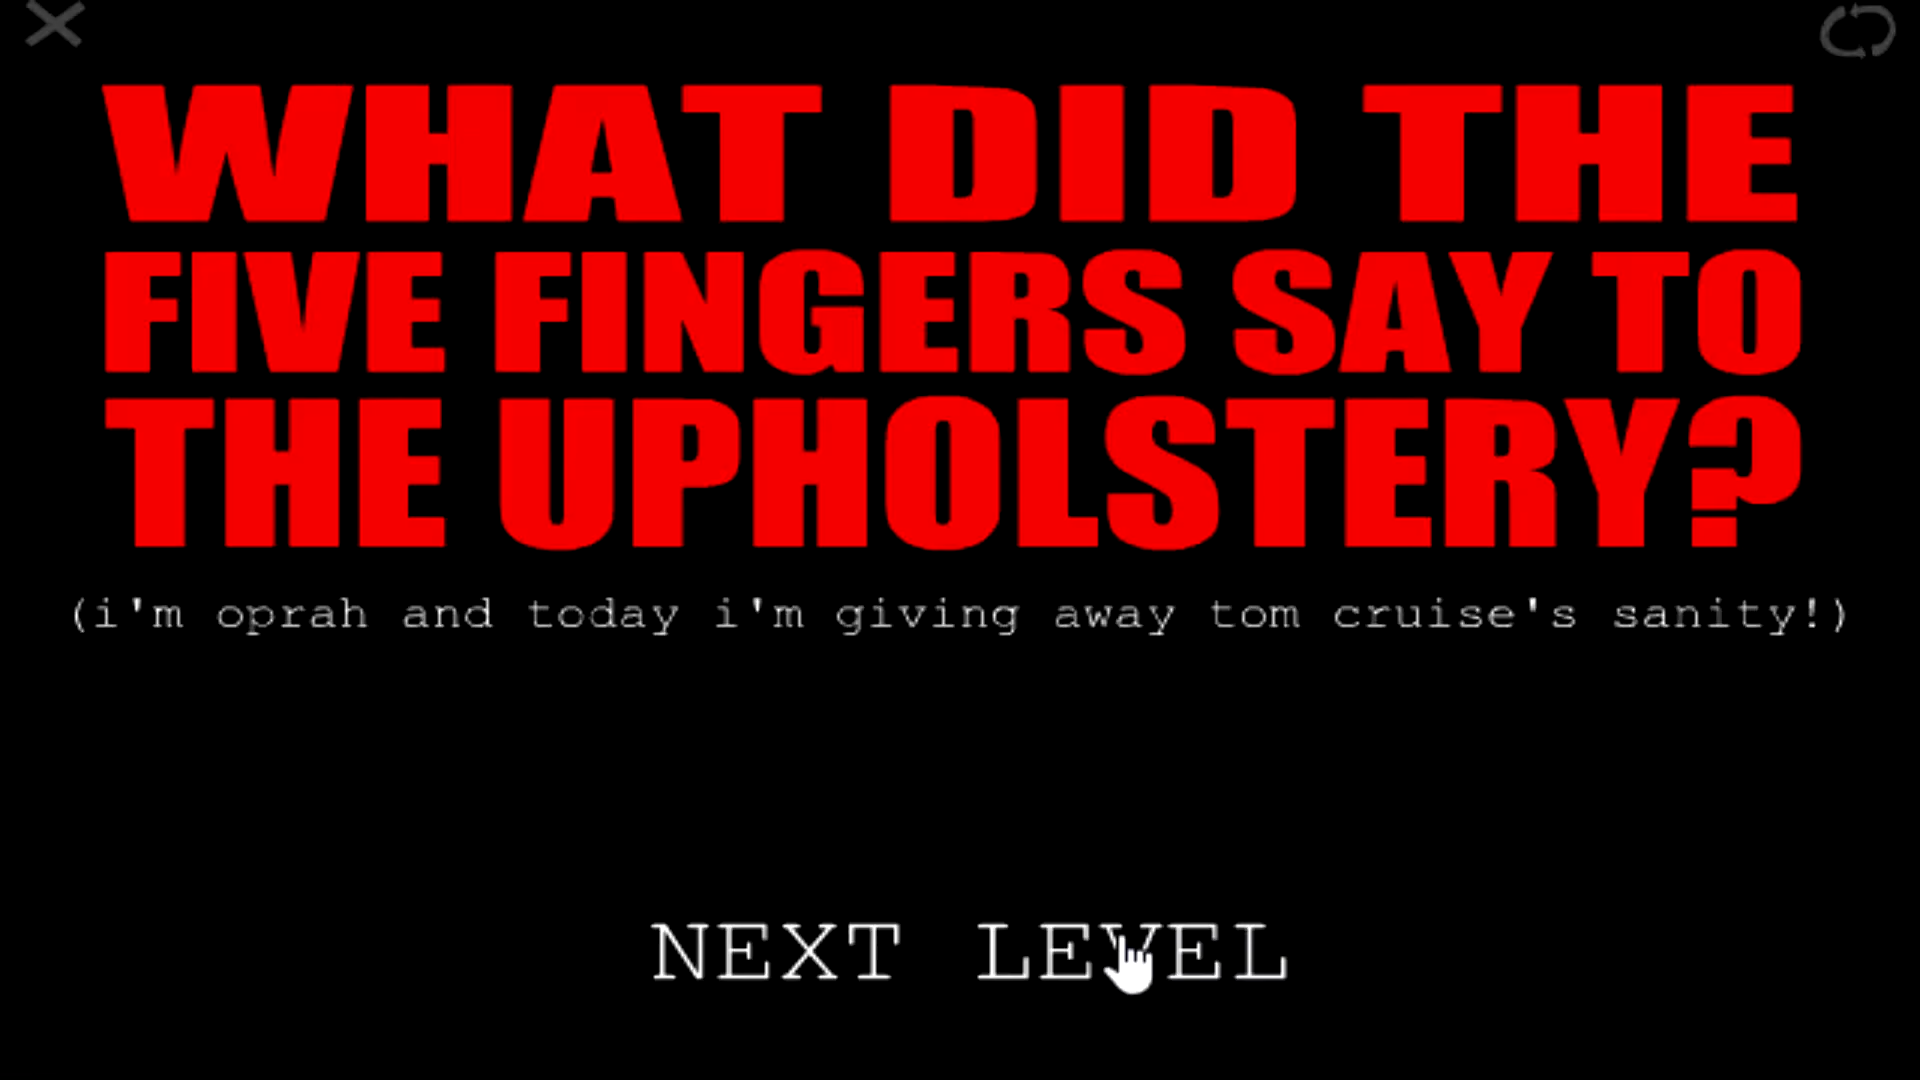 WHAT DID THE
FIVE FINGERS SAY TO
THE UPHOLSTERY?
(i'm oprah and today i'm giving away tom cruise's sanity!)
NEXT LEVEL